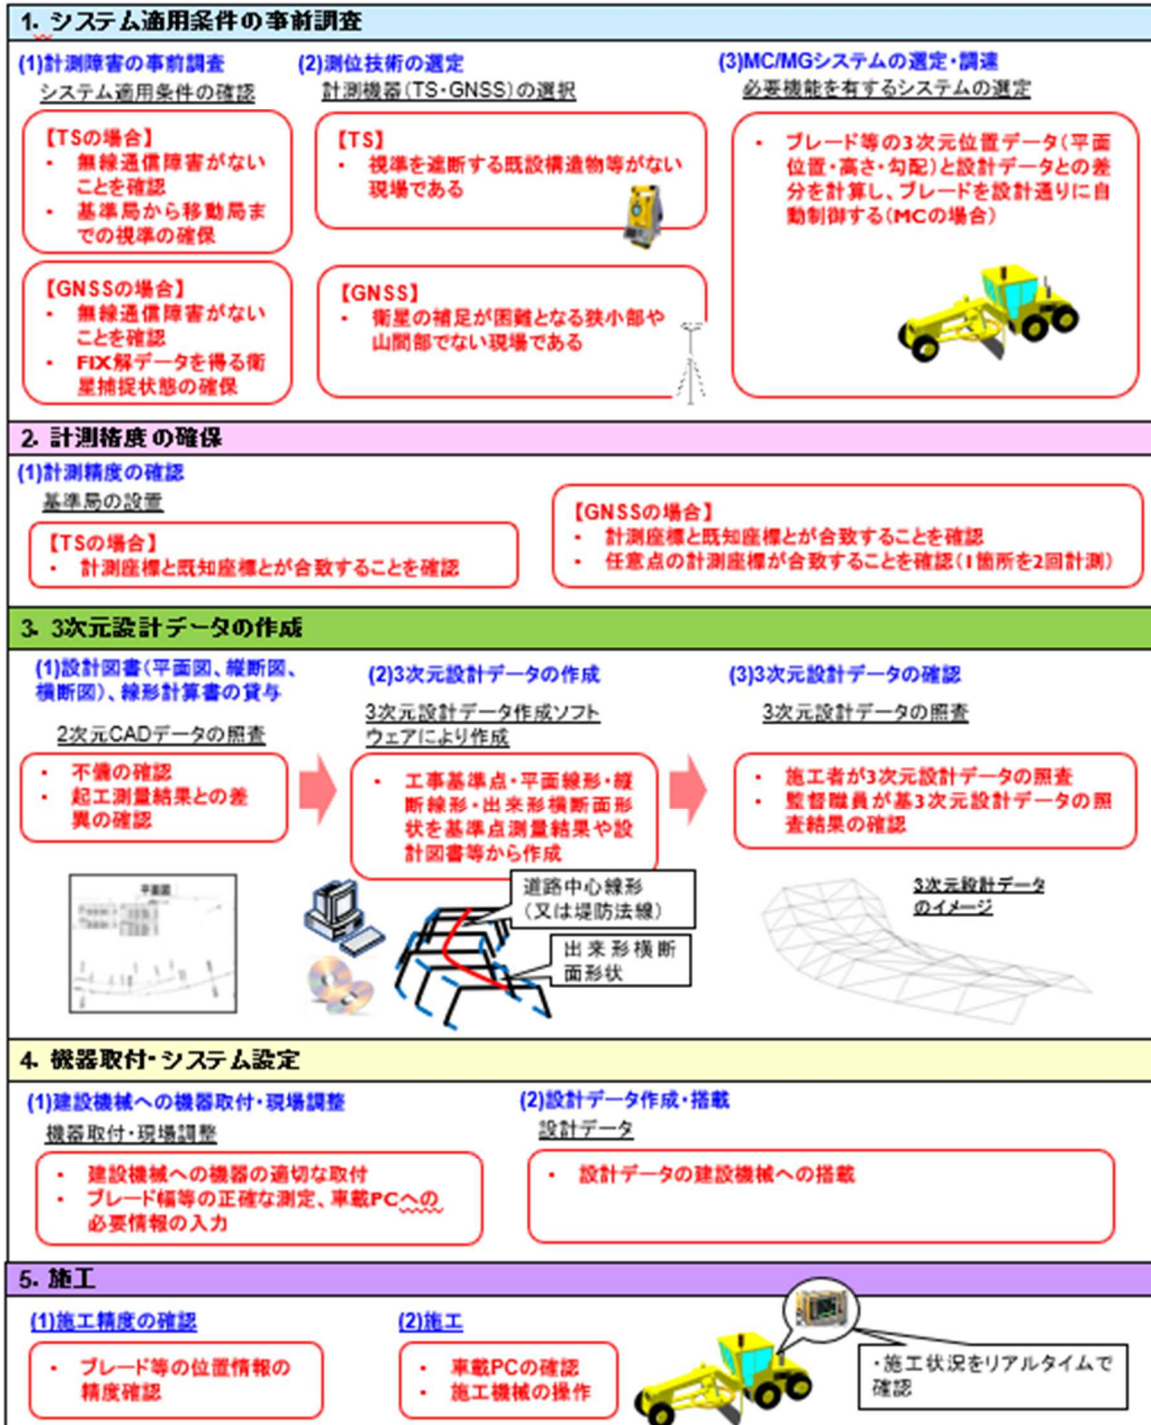 1. システム適用条件の事前調査
(1)計測障害の事前調査
システム適用条件の確認
【TSの場合】
・ 無線通信障害がない
ことを確認
・ 基準局から移動局ま
での視準の確保
【GNSSの場合】
・ 無線通信障害がない
ことを確認
・ FIX解データを得る衛
星捕捉状態の確保
(2)測位技術の選定
計測機器(TS・GNSS)の選択
【TS】
・ 視準を遮断する既設構造物等がない
現場である
【GNSS】
・ 衛星の補足が困難となる狭小部や
山間部でない現場である
(3)MC/MGシステムの選定・調達
必要機能を有するシステムの選定
・ ブレード等の3次元位置データ(平面
位置・高さ・勾配)と設計データとの差
分を計算し、ブレードを設計通りに自
動制御する(MCの場合)
2. 計測精度の確保
(1)計測精度の確認
基準局の設置
【TSの場合】
・ 計測座標と既知座標とが合致することを確認
【GNSSの場合】
・ 計測座標と既知座標とが合致することを確認
・ 任意点の計測座標が合致することを確認(1箇所を2回計測)
3. 3次元設計データの作成
(1)設計図書(平面図、縦断図、
横断図)、線形計算書の貸与
2次元CADデータの照査
・ 不備の確認
・ 起工測量結果との差
異の確認
平面図
(2)3次元設計データの作成
3次元設計データ作成ソフト
ウェアにより作成
・ 工事基準点・平面線形・縦
断線形・出来形横断面形
状を基準点測量結果や設
計図書等から作成
道路中心線形
(又は堤防法線)
出来形横断
面形状
(3)3次元設計データの確認
3次元設計データの照査
・ 施工者が3次元設計データの照査
・ 監督職員が基3次元設計データの照
査結果の確認
3次元設計データ
のイメージ
4. 機器取付・システム設定
(1)建設機械への機器取付・現場調整
機器取付・現場調整
・ 建設機械への機器の適切な取付
・ ブレード幅等の正確な測定、車載PCへの
必要情報の入力
(2)設計データ作成・搭載
設計データ
・ 設計データの建設機械への搭載
5. 施工
(1)施工精度の確認
・ ブレード等の位置情報の
精度確認
(2)施工
・ 車載PCの確認
・ 施工機械の操作
・施工状況をリアルタイムで
確認